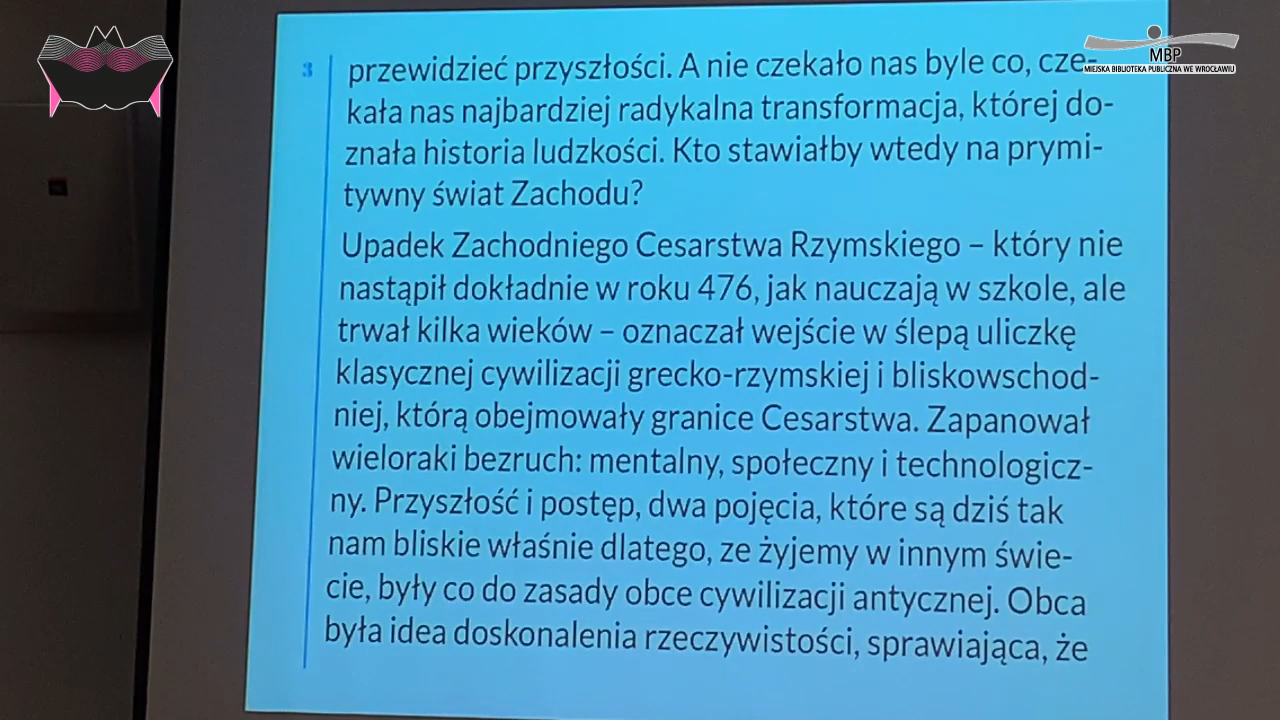 3
przewidzieć przyszłości. A nie czekało nas byle co, cze-
kała nas najbardziej radykalna transformacja, której do-
znała historia ludzkości. Kto stawiałby wtedy na prymi-
tywny świat Zachodu?
Upadek Zachodniego Cesarstwa Rzymskiego – który nie
nastąpił dokładnie w roku 476, jak nauczają w szkole, ale
trwał kilka wieków – oznaczał wejście w ślepą uliczkę
klasycznej cywilizacji grecko-rzymskiej i bliskowschod-
niej, którą obejmowały granice Cesarstwa. Zapanował
wieloraki bezruch: mentalny, społeczny i technologicz-
ny. Przyszłość i postęp, dwa pojęcia, które są dziś tak
nam bliskie właśnie dlatego, ze żyjemy w innym świe-
cie, były co do zasady obce cywilizacji antycznej. Obca
była idea doskonalenia rzeczywistości, sprawiająca, że
MBP
MIEJSKA BIBLIOTEKA PUBLICZNA WE WROCŁAWIU